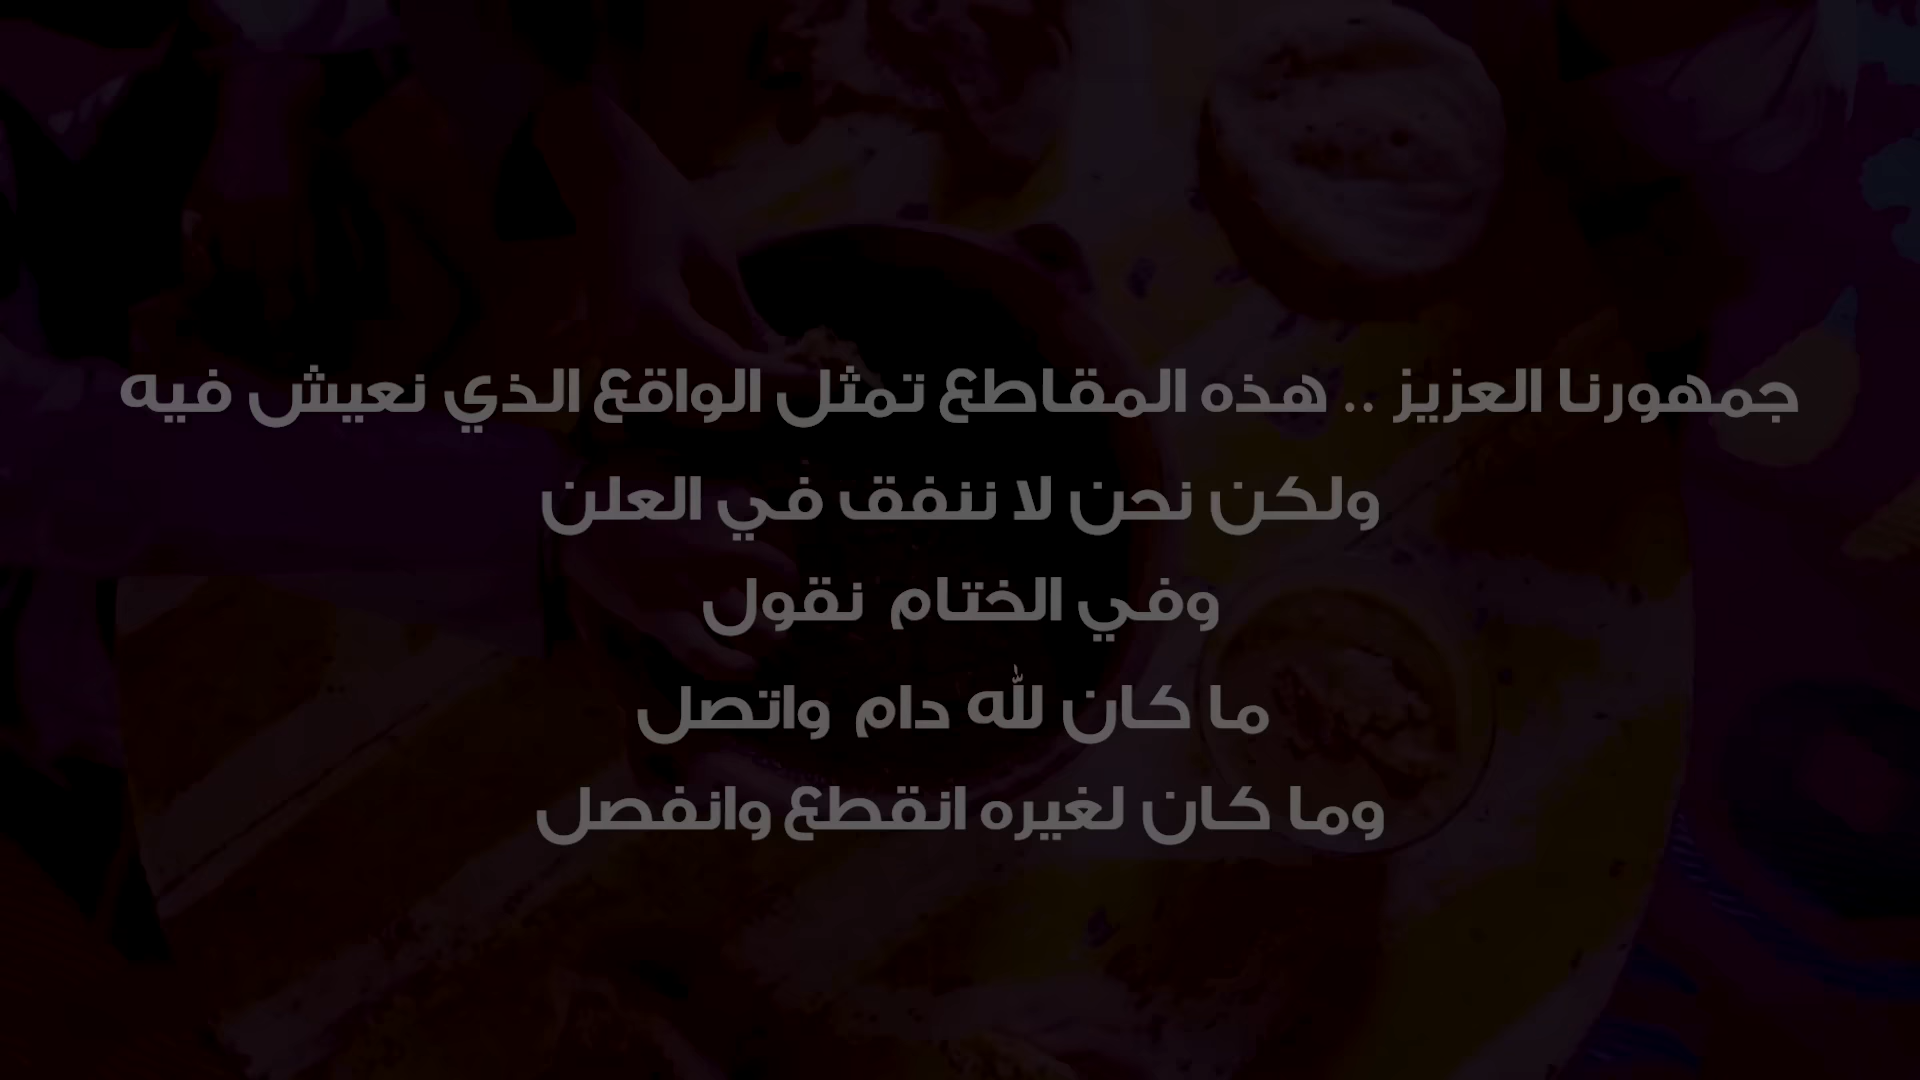 جمهورنا العزيز .. هذه المقاطع تمثل الواقع الذي نعيش فيه
ولكن نحن لا ننفق في العلن
وفي الختام نقول
ما كان لله دام واتصل
وما كان لغيره انقطع وانفصل